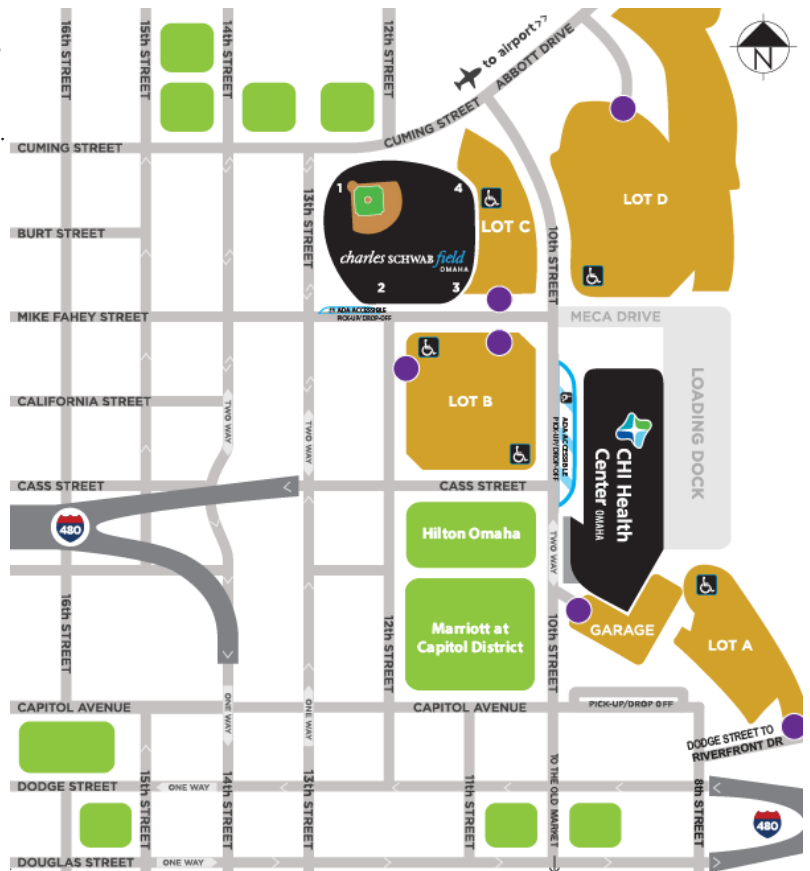 16th STREET
15th STREET
14th STREET
12th STREET
to airport>>
ABBOTT DRIVE
N
CUMING STREET
CUMING STREET
13th STREET
1
4
LOT C
LOT D
BURT STREET
charles SCHWAB field
OMAHA
10th STREET
2
3
MIKE FAHEY STREET
ADA ACCESSIBLE
PICK-UP/DROP-OFF
MECA DRIVE
CALIFORNIA STREET
TWO WAY
TWO WAY
LOT B
ADA ACCESSIBLE
PICK-UP/DROP-OFF
CHI Health
Center OMAHA
LOADING DOCK
CASS STREET
CASS STREET
480
Hilton Omaha
TWO WAY
16th STREET
12th STREET
Marriott at
Capitol District
10th STREET
GARAGE
LOT A
CAPITOL AVENUE
ONE WAY
ONE WAY
CAPITOL AVENUE
PICK-UP/DROP OFF
DODGE STREET TO
RIVERFRONT DR
DODGE STREET
ONE WAY
15th STREET
14th STREET
13th STREET
11th STREET
TO THE OLD MARKET
8th STREET
480
DOUGLAS STREET
ONE WAY